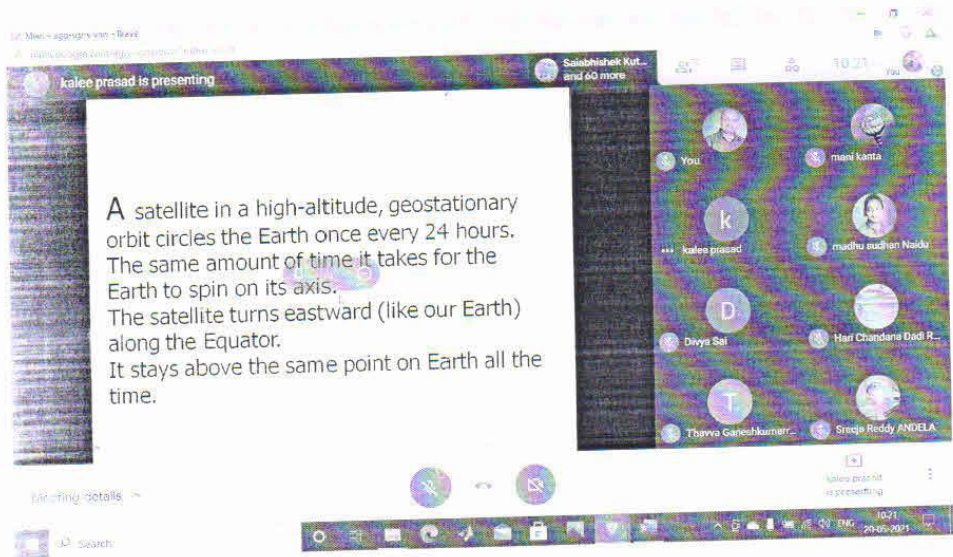 kalee prasad is presenting
Saiabhishek Kut...
and 60 more
10:21
You
A satellite in a high-altitude, geostationary
orbit circles the Earth once every 24 hours.
The same amount of time it takes for the
Earth to spin on its axis.
The satellite turns eastward (like our Earth)
along the Equator.
It stays above the same point on Earth all the
time.
You
mani kanta
k
kalee prasad
madhu sudhan Naidu
D
Divya Sai
Hari Chandana Dadi R...
T
Thavva Ganeshkumarr...
Sreeja Reddy ANDELA
Meeting details
kalee prasad
is presenting
Search
ENG
10:21
20-05-2021